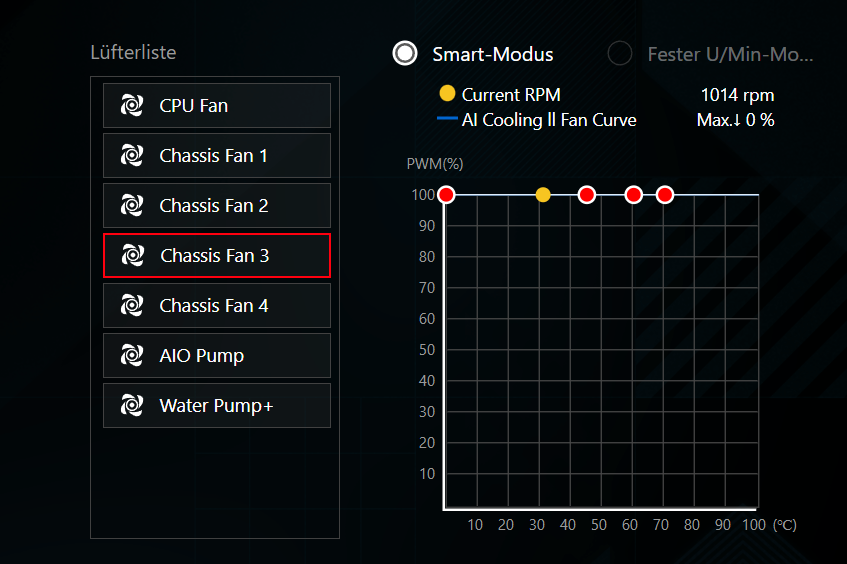 Lüfterliste
CPU Fan
Chassis Fan 1
Chassis Fan 2
Chassis Fan 3
Chassis Fan 4
AIO Pump
Water Pump+
Smart-Modus
Fester U/Min-Mo...
Current RPM 1014 rpm
AI Cooling ll Fan Curve Max.↓ 0 %
PWM(%)
100
90
80
70
60
50
40
30
20
10
10 20 30 40 50 60 70 80 90 100 (°C)